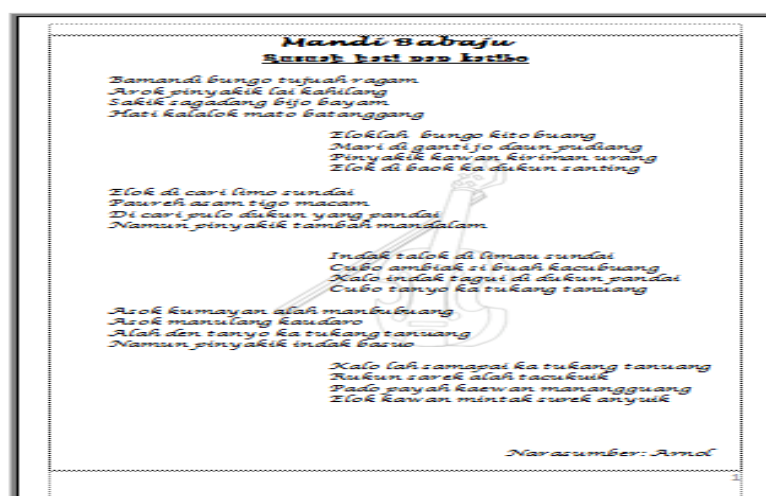 Mandi Babaju
hati nan
Bamandi bungo tujuah ragam
Arok pinyakik lai kahilang
Sakik sagadang bijo bayam
Hati kalalok mato batanggang
Eloklah bungo kito buang
Mari di ganti jo daun pudiang
Pinyakik kawan kiriman urang
Elok di baok ka dukun santing
Elok di cari limo sundai
Paureh asam tigo macam
Di cari pulo dukun yang pandai
Namun pinyakik tambah mandalam
Indak talok di limau sundai
Cubo ambiak si buah kacubuang
Kalo indak tagui di dukun pandai
Cubo tanyo ka tukang tanuang
Asok kumayan alah manbubuang
Asok manulang kaudaro
Alah den tanyo ka tukang tanuang
Namun pinyakik indak basuo
Kalo lah samapai ka tukang tanuang
Rukun sarek alah tacukuik
Pado payah kaewan manangguang
Elok kawan mintak surek anyuik
Narasumber: Arnol
1